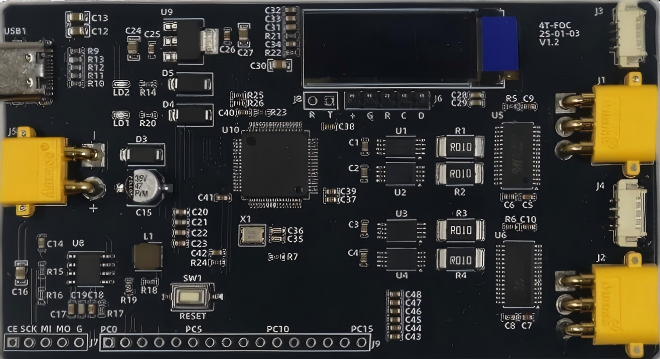 USB1
C13
C12
R9
R13
R12
R11
R10
C24
C25
U9
C26
C27
C33
C32
R21
C31
C34
R22
C30
4T-FOC
2S-01-03
V1.2
J3
J1
J4
J2
J5
D5
D4
D3
LD2
R14
LD1
R20
R25
R26
C40
R23
U10
J8
R T
C38
+ G R C D
J6
C28
C29
R5 C9
U5
C1
U1
R1
R010
C2
U2
R2
R010
C6 C5
C39
C37
C41
35V
47
P/M
C15
+
C20
C21
C22
C23
C42
R24
X1
C36
C35
R7
C3
U3
R3
R010
C4
U4
R4
R010
R6 C10
U6
C8 C7
C14
R15
R16
C16
U8
C19 C18
C17
R17
L1
R19
R18
SW1
RESET
C48
C47
C46
C45
C44
C43
CE SCK MI MO G
J7
PC0 PC5 PC10 PC15
J9